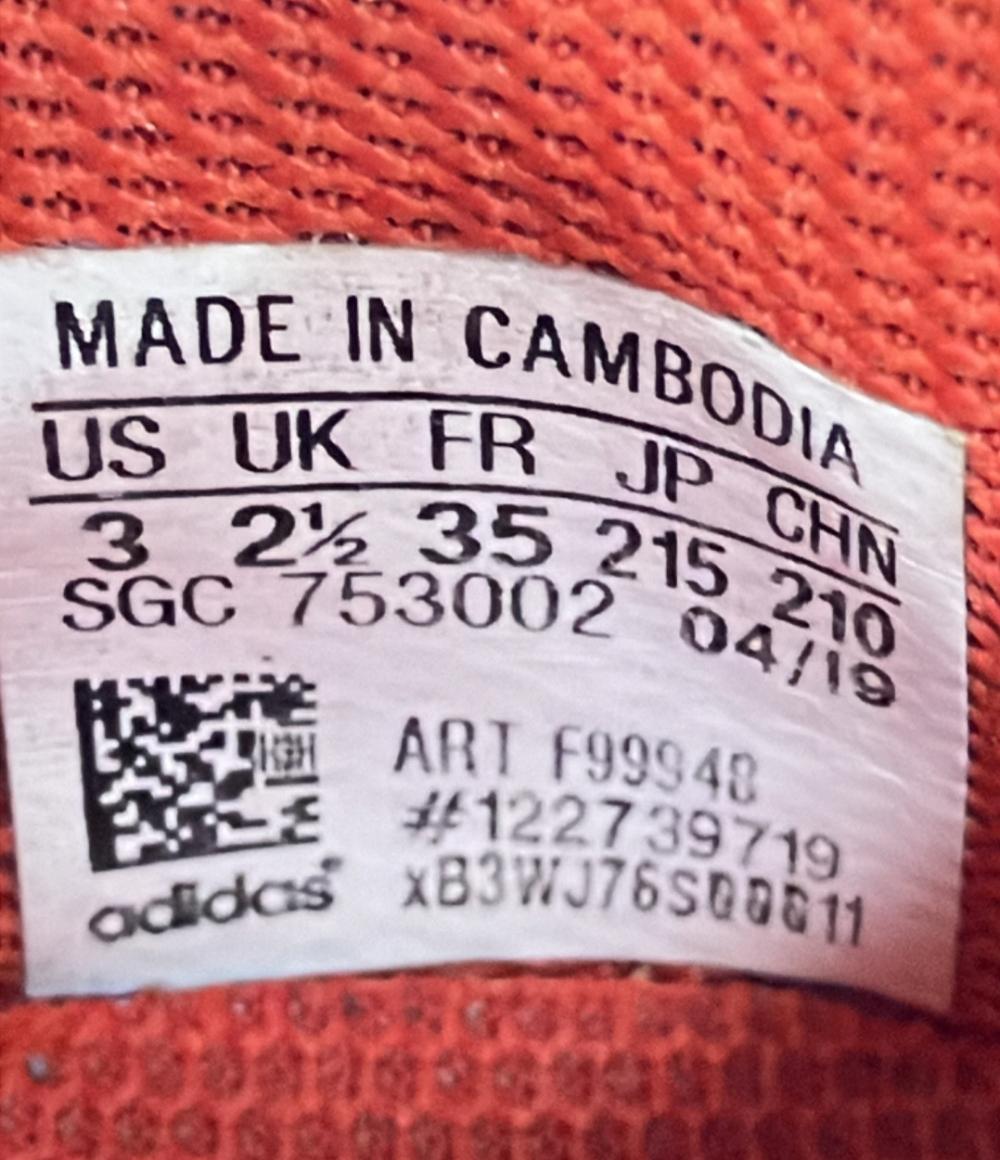 MADE IN CAMBODIA
US UK FR JP CHN
3 2½ 35 215 210
SGC 753002 04/19
ART F99948
#122739719
adidas